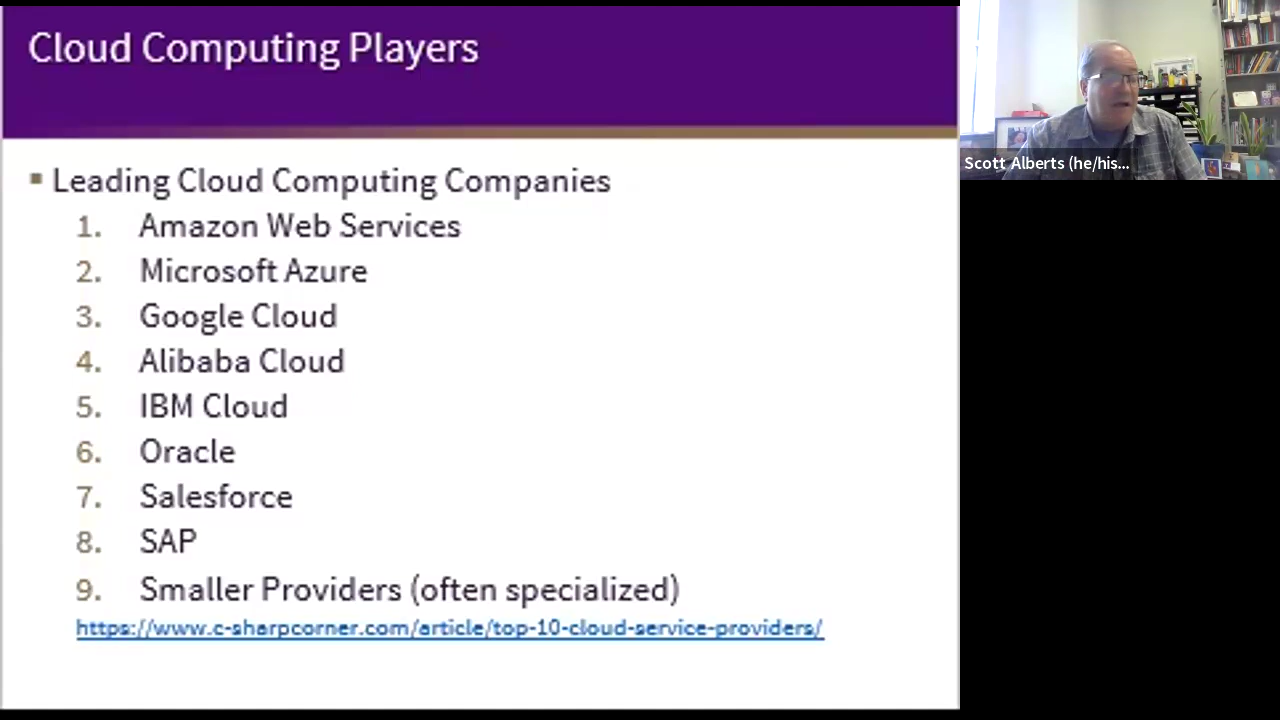 Cloud Computing Players
▪ Leading Cloud Computing Companies
1. Amazon Web Services
2. Microsoft Azure
3. Google Cloud
4. Alibaba Cloud
5. IBM Cloud
6. Oracle
7. Salesforce
8. SAP
9. Smaller Providers (often specialized)
https://www.c-sharpcorner.com/article/top-10-cloud-service-providers/
Scott Alberts (he/his...